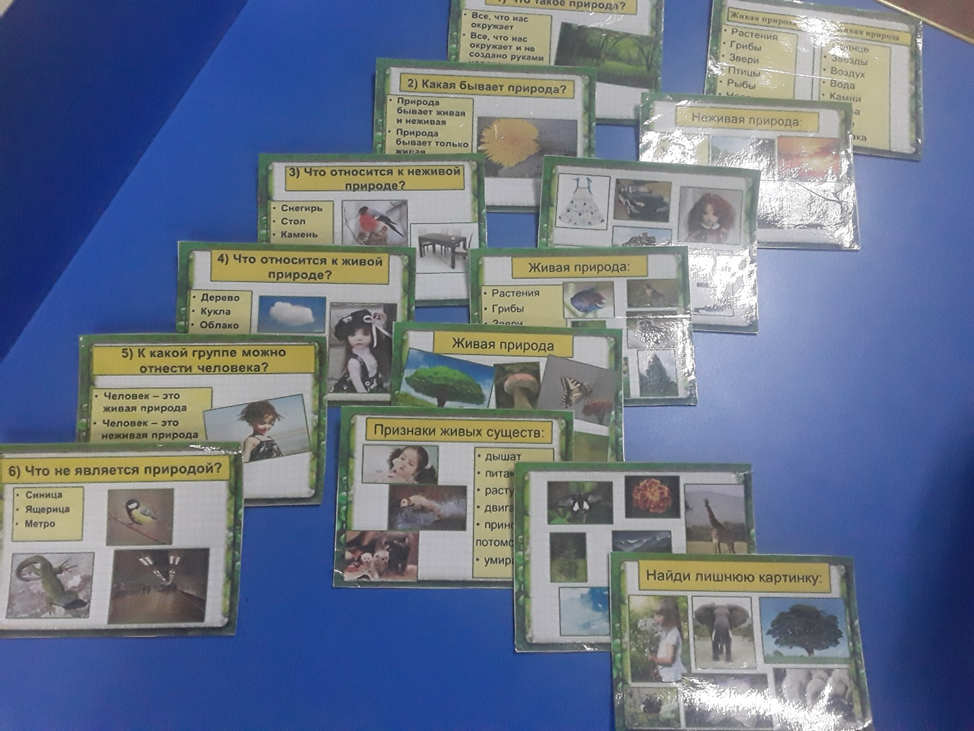 1) Что такое природа?
Все, что нас
окружает
Все, что нас
окружает и не
создано руками
2) Какая бывает природа?
Природа
бывает живая
и неживая
Природа
бывает только
живая
3) Что относится к неживой
природе?
Снегирь
Стол
Камень
4) Что относится к живой
природе?
Дерево
Кукла
Облако
5) К какой группе можно
отнести человека?
Человек – это
живая природа
Человек – это
неживая природа
6) Что не является природой?
Синица
Ящерица
Метро
Живая природа
Растения
Грибы
Звери
Птицы
Рыбы
природа
Звезды
Воздух
Вода
Камни
Неживая природа:
Живая природа:
Растения
Грибы
Звери
Живая природа
Признаки живых существ:
дышат
Найди лишнюю картинку: